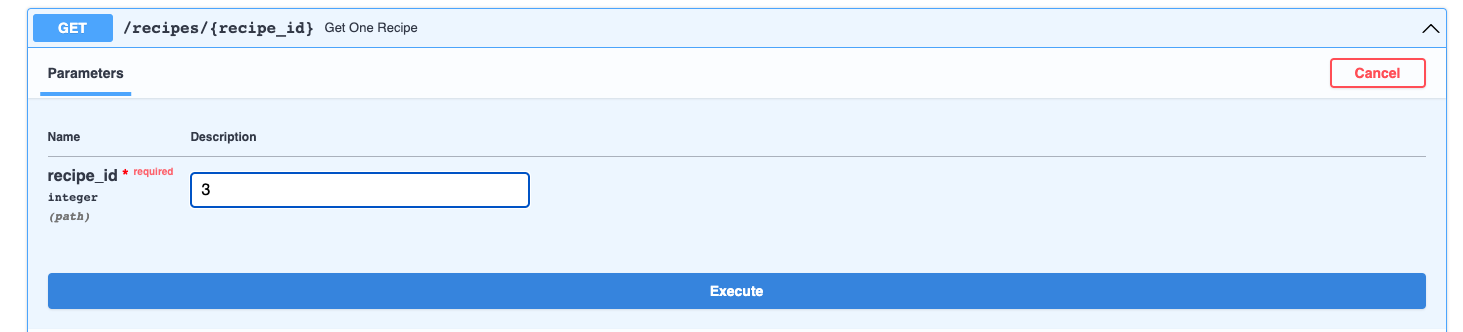 GET /recipes/{recipe_id} Get One Recipe
Parameters Cancel
Name Description
recipe_id * required
integer
(path)
3
Execute